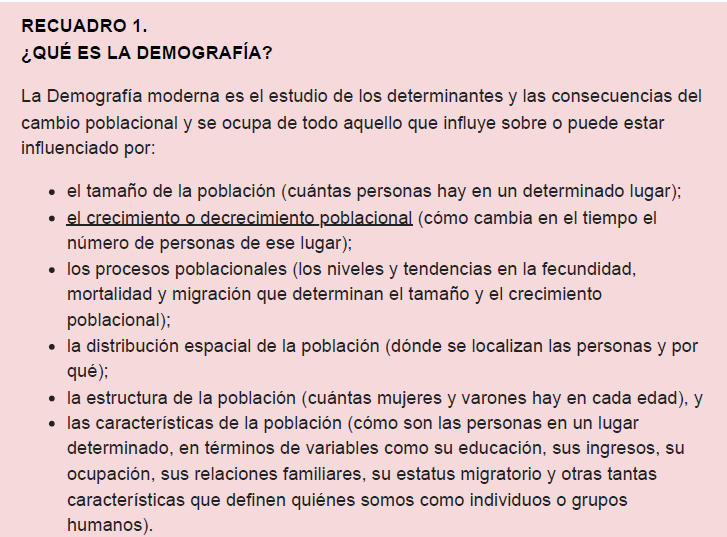 RECUADRO 1.
¿QUÉ ES LA DEMOGRAFÍA?
La Demografía moderna es el estudio de los determinantes y las consecuencias del
cambio poblacional y se ocupa de todo aquello que influye sobre o puede estar
influenciado por:
• el tamaño de la población (cuántas personas hay en un determinado lugar);
• el crecimiento o decrecimiento poblacional (cómo cambia en el tiempo el
número de personas de ese lugar);
• los procesos poblacionales (los niveles y tendencias en la fecundidad,
mortalidad y migración que determinan el tamaño y el crecimiento
poblacional);
• la distribución espacial de la población (dónde se localizan las personas y por
qué);
• la estructura de la población (cuántas mujeres y varones hay en cada edad), y
• las características de la población (cómo son las personas en un lugar
determinado, en términos de variables como su educación, sus ingresos, su
ocupación, sus relaciones familiares, su estatus migratorio y otras tantas
características que definen quiénes somos como individuos o grupos
humanos).